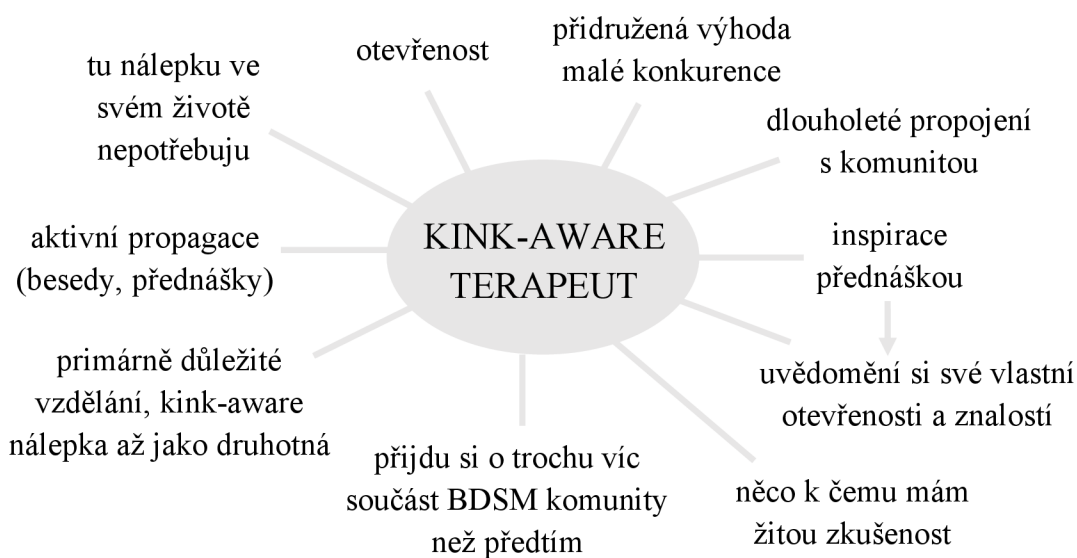 přidružená výhoda
malé konkurence
otevřenost
tu nálepku ve
svém životě
nepotřebuju
dlouholeté propojení
s komunitou
KINK-AWARE
TERAPEUT
aktivní propagace
(besedy, přednášky)
inspirace
přednáškou
primárně důležité
vzdělání, kink-aware
nálepka až jako druhotná
uvědomění si své vlastní
otevřenosti a znalostí
přijdu si o trochu víc
součást BDSM komunity
než předtím
něco k čemu mám
žitou zkušenost